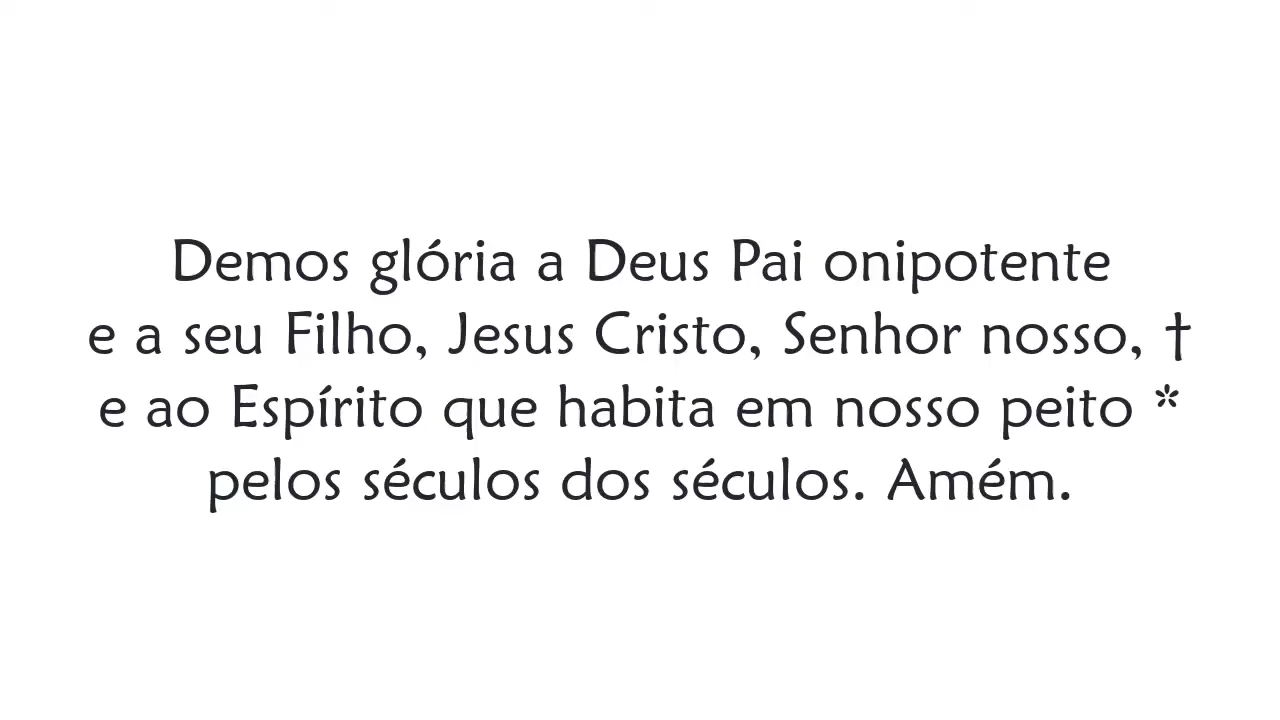 Demos glória a Deus Pai onipotente
e a seu Filho, Jesus Cristo, Senhor nosso, †
e ao Espírito que habita em nosso peito *
pelos séculos dos séculos. Amém.